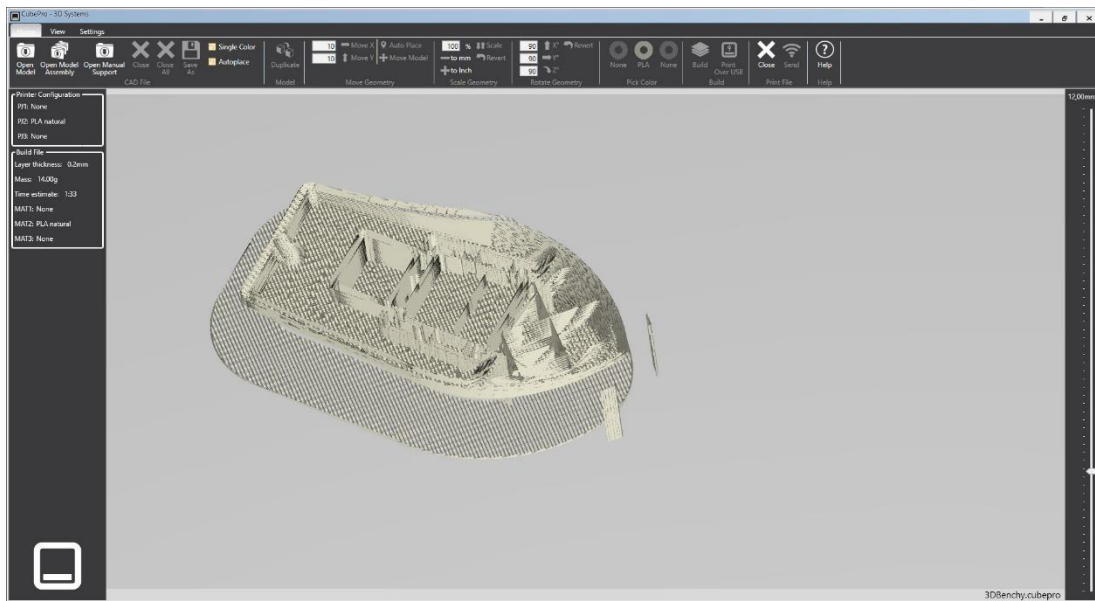 CubePro - 3D Systems
View Settings
Open Model
Open Model Assembly
Open Manual Support
Close
Close All
Save As
Single Color
Autoplace
CAD File
Duplicate
Model
10 Move X Auto Place
10 Move Y Move Model
Move Geometry
100 % Scale
to mm Revert
to Inch
Scale Geometry
90 X° Revert
90 Y°
90 Z°
Rotate Geometry
None PLA None
Pick Color
Build
Print Over USB
Build
Close Send
Print File
Help
Help
Printer Configuration
PJ1: None
PJ2: PLA natural
PJ3: None
Build File
Layer thickness: 0.2mm
Mass: 14.00g
Time estimate: 1:33
MAT1: None
MAT2: PLA natural
MAT3: None
12,00mm
3DBenchy.cubepro